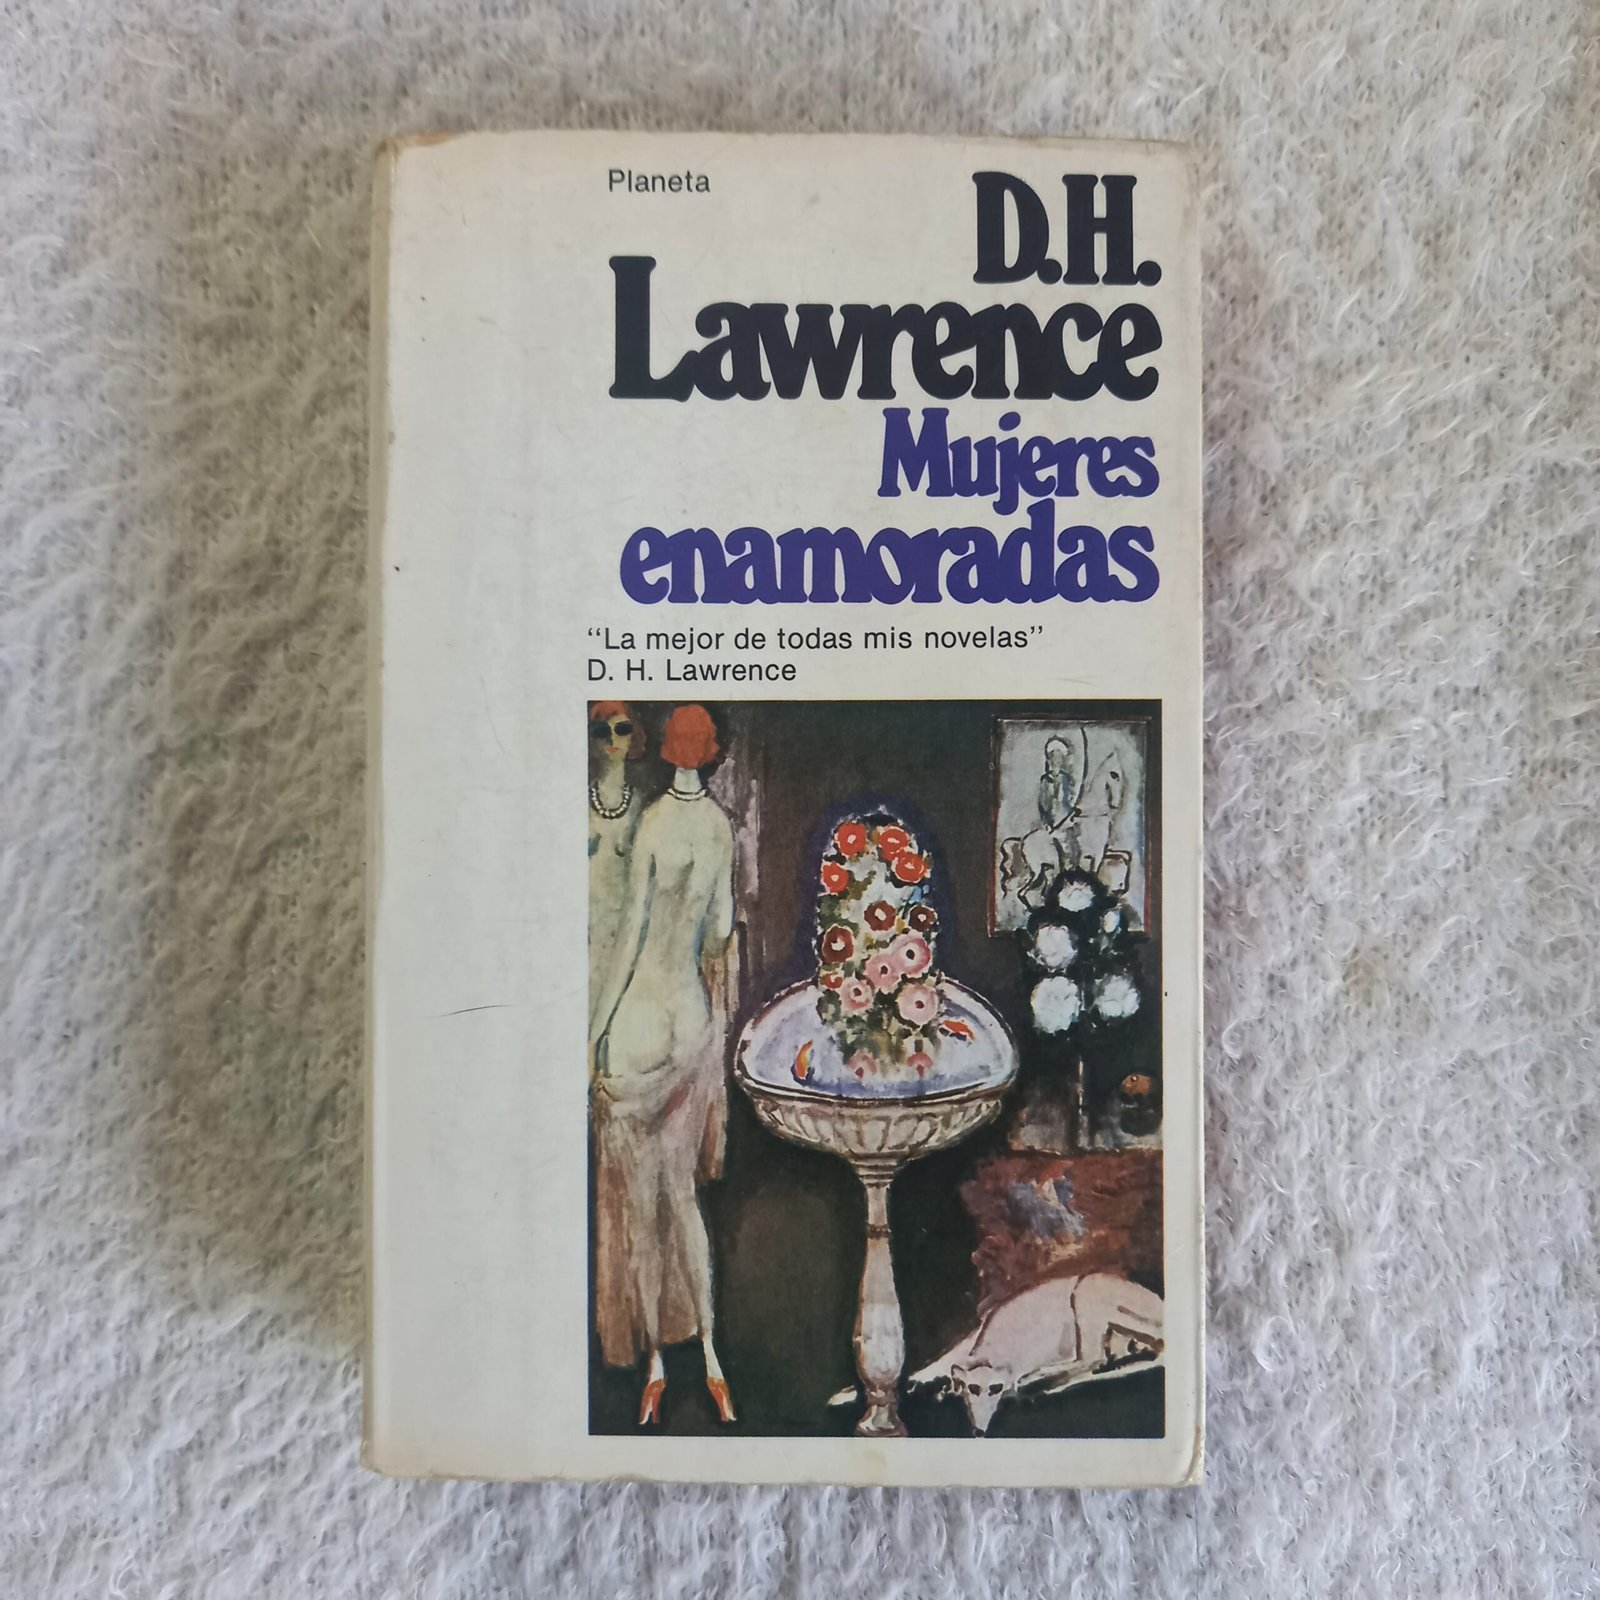 Planeta
D.H.
Lawrence
Mujeres
enamoradas
“La mejor de todas mis novelas”
D. H. Lawrence